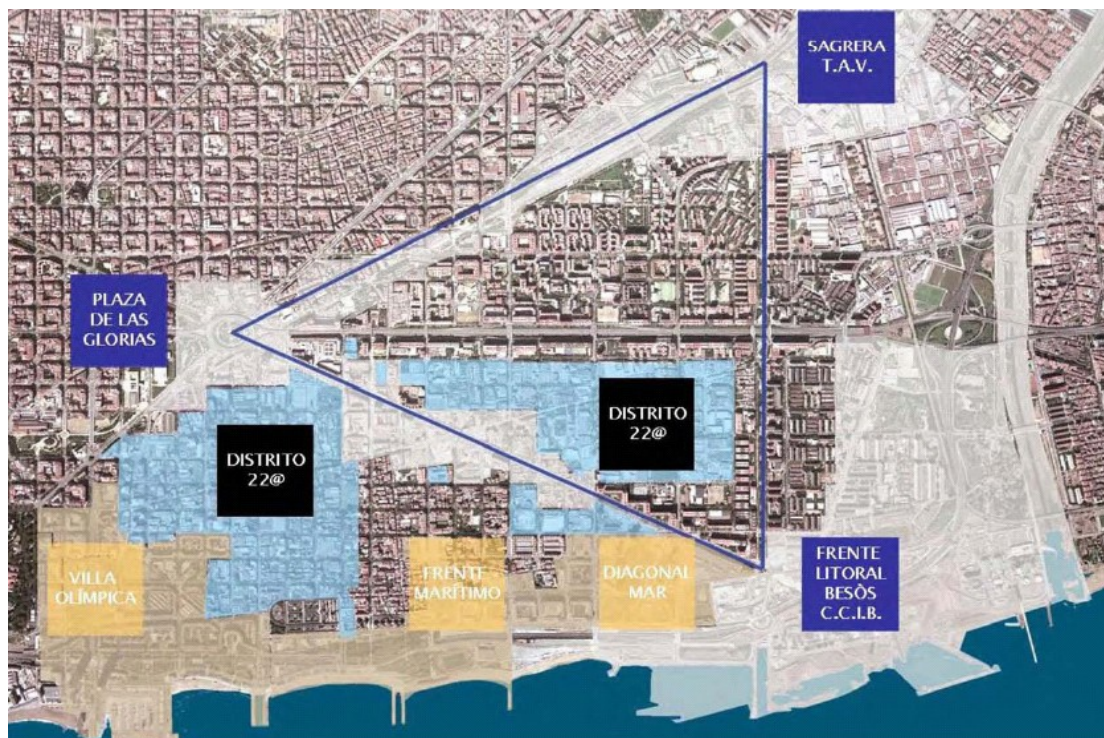 SAGRERA
T.A.V.
PLAZA
DE LAS
GLORIAS
DISTRITO
22@
DISTRITO
22@
VILLA
OLÍMPICA
FRENTE
MARÍTIMO
DIAGONAL
MAR
FRENTE
LITORAL
BESÒS
C.C.I.B.